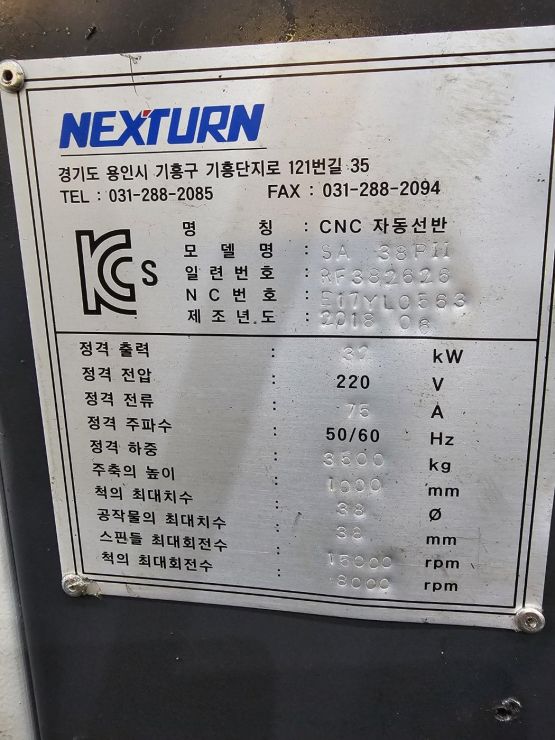 NEXTURN
경기도 용인시 기흥구 기흥단지로 121번길 35
TEL : 031-288-2085 FAX : 031-288-2094
KCs
명 칭 : CNC 자동선반
모 델 명 : SA 38PII
일 련 번 호 : RF382626
N C 번 호 : E17YL0563
제 조 년 도 : 2018 08
정격 출력 : 32 kW
정격 전압 : 220 V
정격 전류 : 75 A
정격 주파수 : 50/60 Hz
정격 하중 : 3500 kg
주축의 높이 : 1000 mm
척의 최대치수 : 38 Ø
공작물의 최대치수 : 38 mm
스핀들 최대회전수 : 15000 rpm
척의 최대회전수 : 8000 rpm